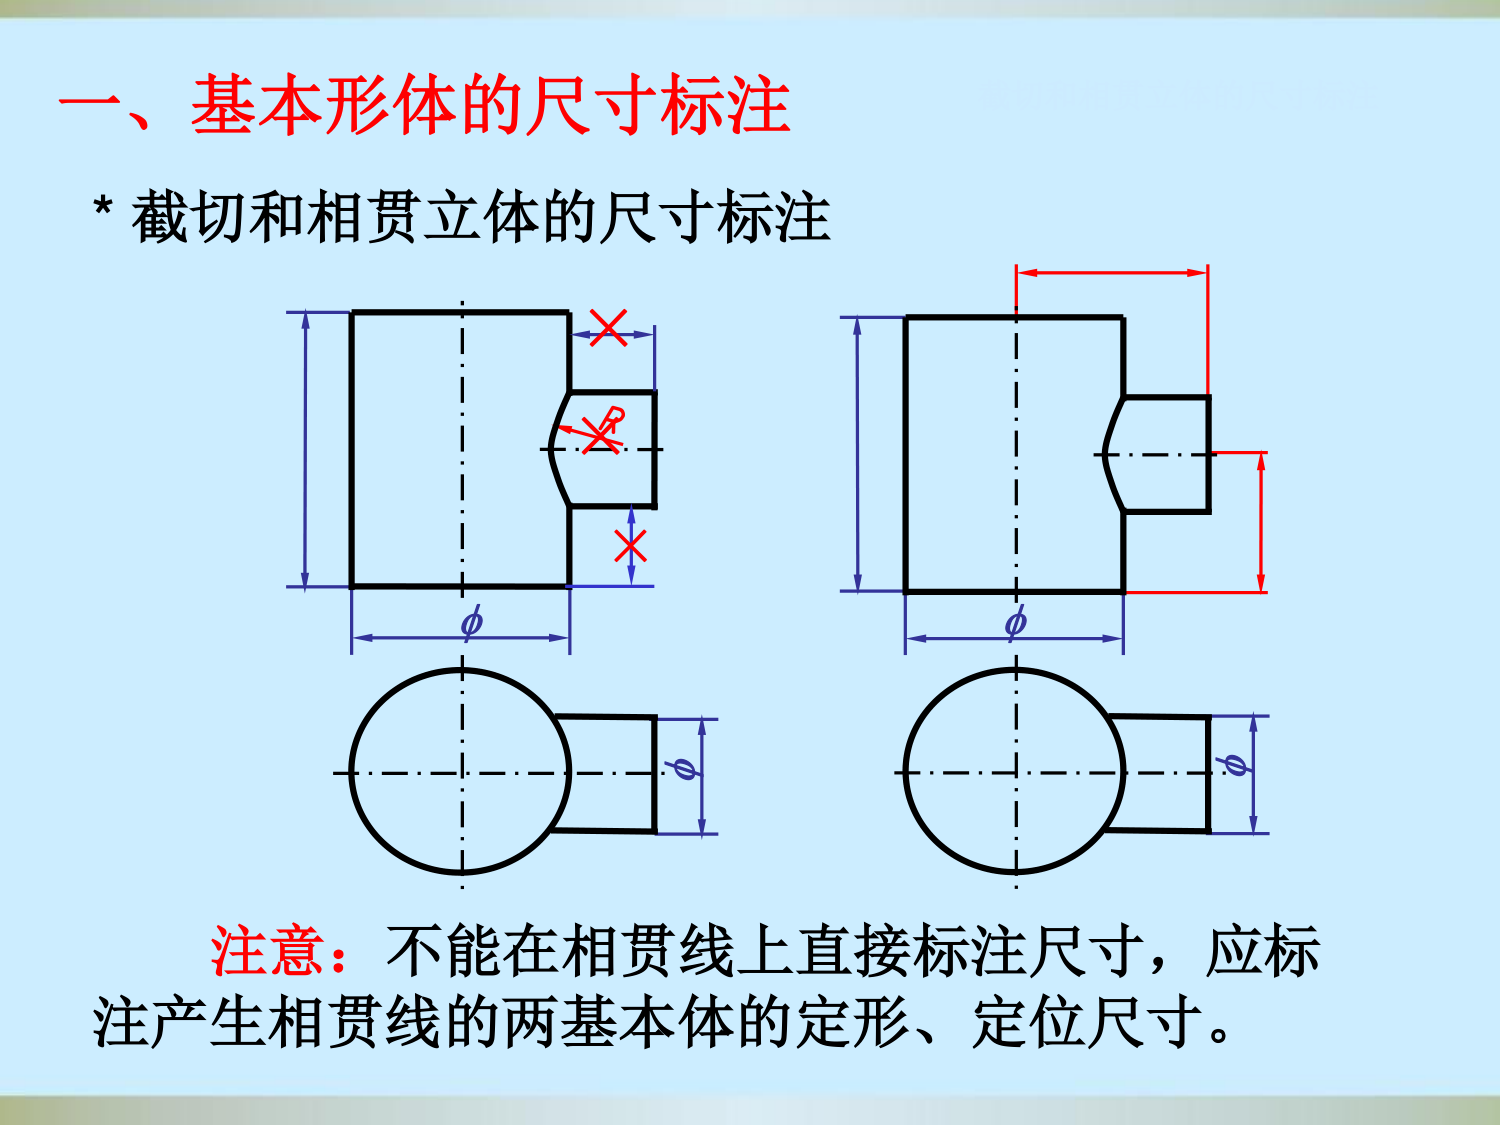 一、基本形体的尺寸标注
* 截切和相贯立体的尺寸标注
R
ϕ
ϕ
ϕ
ϕ
注意：不能在相贯线上直接标注尺寸，应标
注产生相贯线的两基本体的定形、定位尺寸。